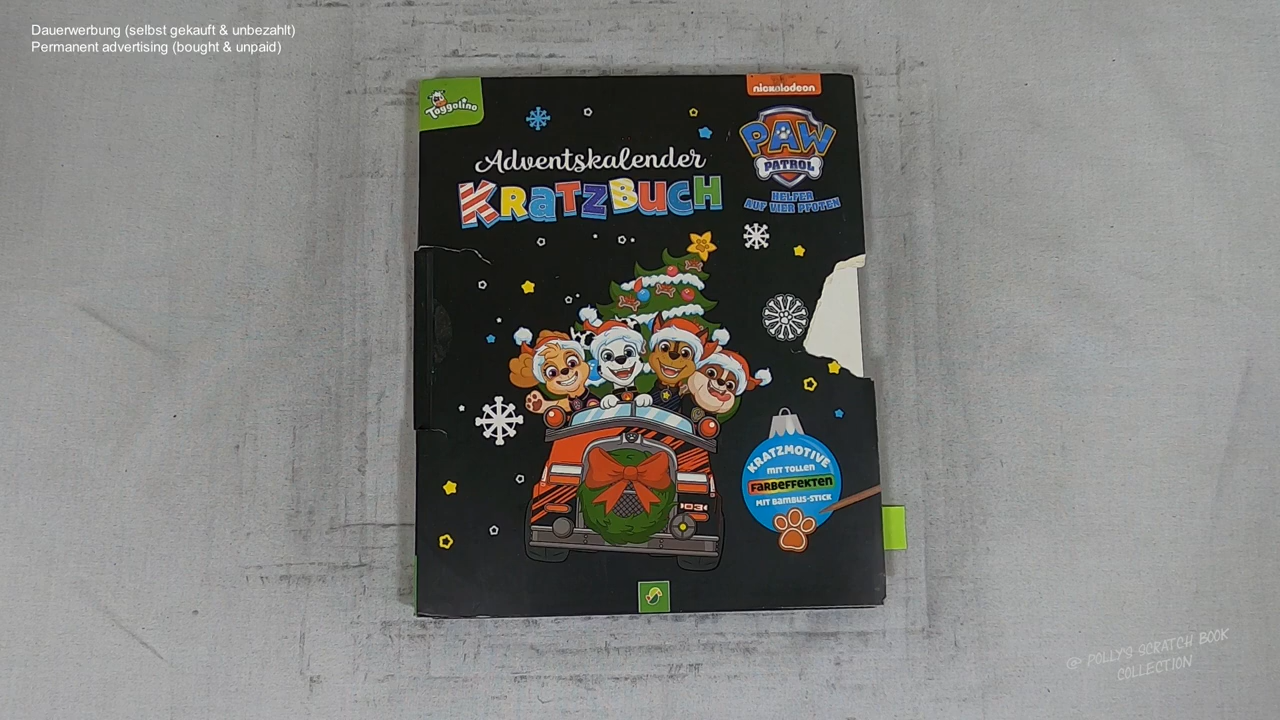 Dauerwerbung (selbst gekauft & unbezahlt)
Permanent advertising (bought & unpaid)
Toggolino
nickelodeon
PAW
PATROL
HELFER
AUF VIER PFOTEN
Adventskalender
KRATZBUCH
KRATZMOTIVE
MIT TOLLEN
FARBEFFEKTEN
MIT BAMBUS-STICK
@ POLLY'S SCRATCH BOOK
COLLECTION